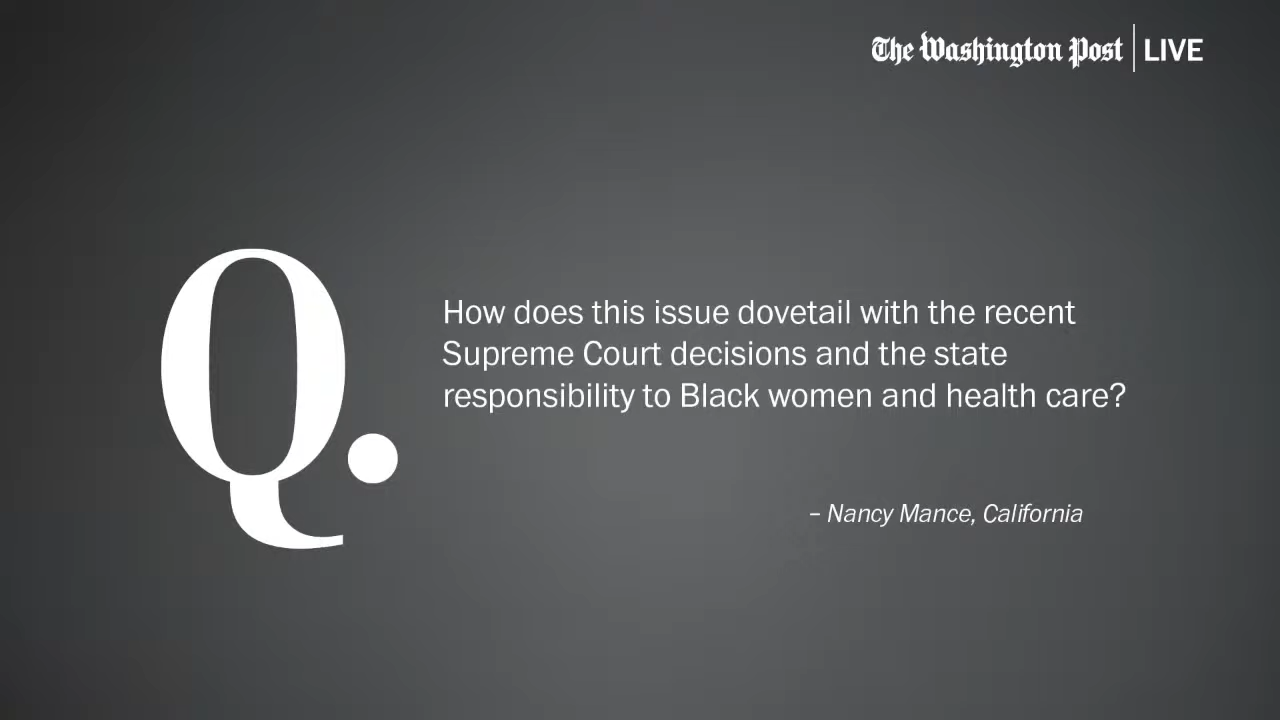 The Washington Post | LIVE
Q.
How does this issue dovetail with the recent
Supreme Court decisions and the state
responsibility to Black women and health care?
– Nancy Mance, California